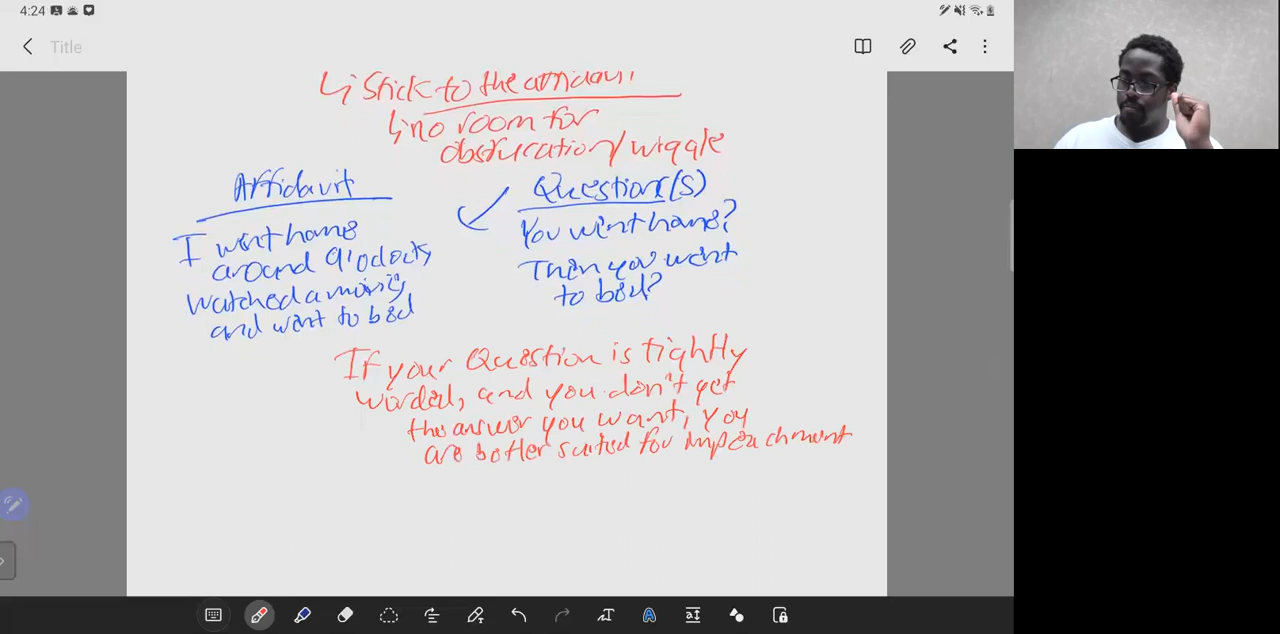 4:24
Title
↳ Stick to the affidavit
↳ no room for
obsfucation/wiggle
Affidavit
I went home
around 9 o'clock,
watched a movie,
and went to bed
Question(s)
You went home?
Then you went
to bed?
If your Question is tightly
worded, and you don't get
the answer you want, you
are better suited for impeachment